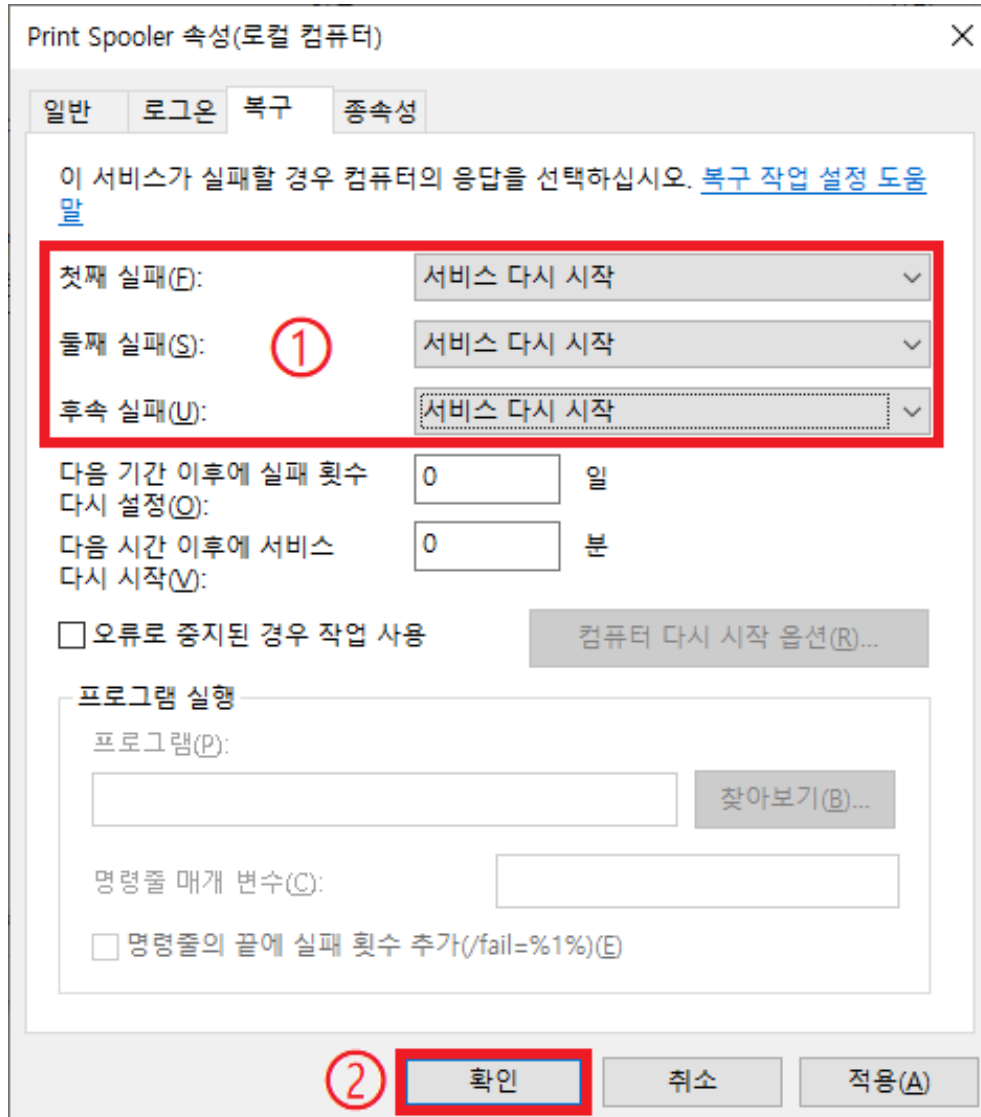 Print Spooler 속성(로컬 컴퓨터)
일반 로그온 복구 종속성
이 서비스가 실패할 경우 컴퓨터의 응답을 선택하십시오. 복구 작업 설정 도움
말
첫째 실패(F): 서비스 다시 시작
둘째 실패(S): 서비스 다시 시작
①
후속 실패(U): 서비스 다시 시작
다음 기간 이후에 실패 횟수
다시 설정(O): 0 일
다음 시간 이후에 서비스
다시 시작(V): 0 분
오류로 중지된 경우 작업 사용 컴퓨터 다시 시작 옵션(R)...
프로그램 실행
프로그램(P):
찾아보기(B)...
명령줄 매개 변수(C):
명령줄의 끝에 실패 횟수 추가(/fail=%1%)(E)
② 확인 취소 적용(A)